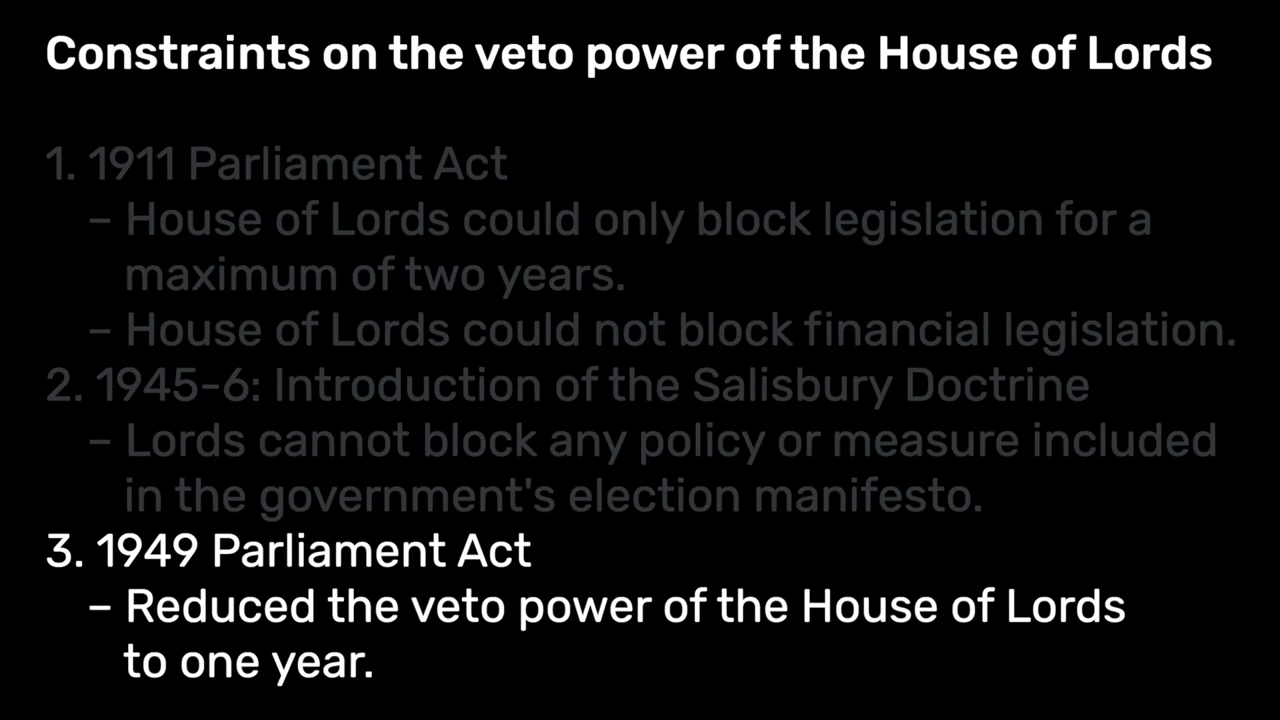 Constraints on the veto power of the House of Lords
1. 1911 Parliament Act
– House of Lords could only block legislation for a
maximum of two years.
– House of Lords could not block financial legislation.
2. 1945-6: Introduction of the Salisbury Doctrine
– Lords cannot block any policy or measure included
in the government's election manifesto.
3. 1949 Parliament Act
– Reduced the veto power of the House of Lords
to one year.